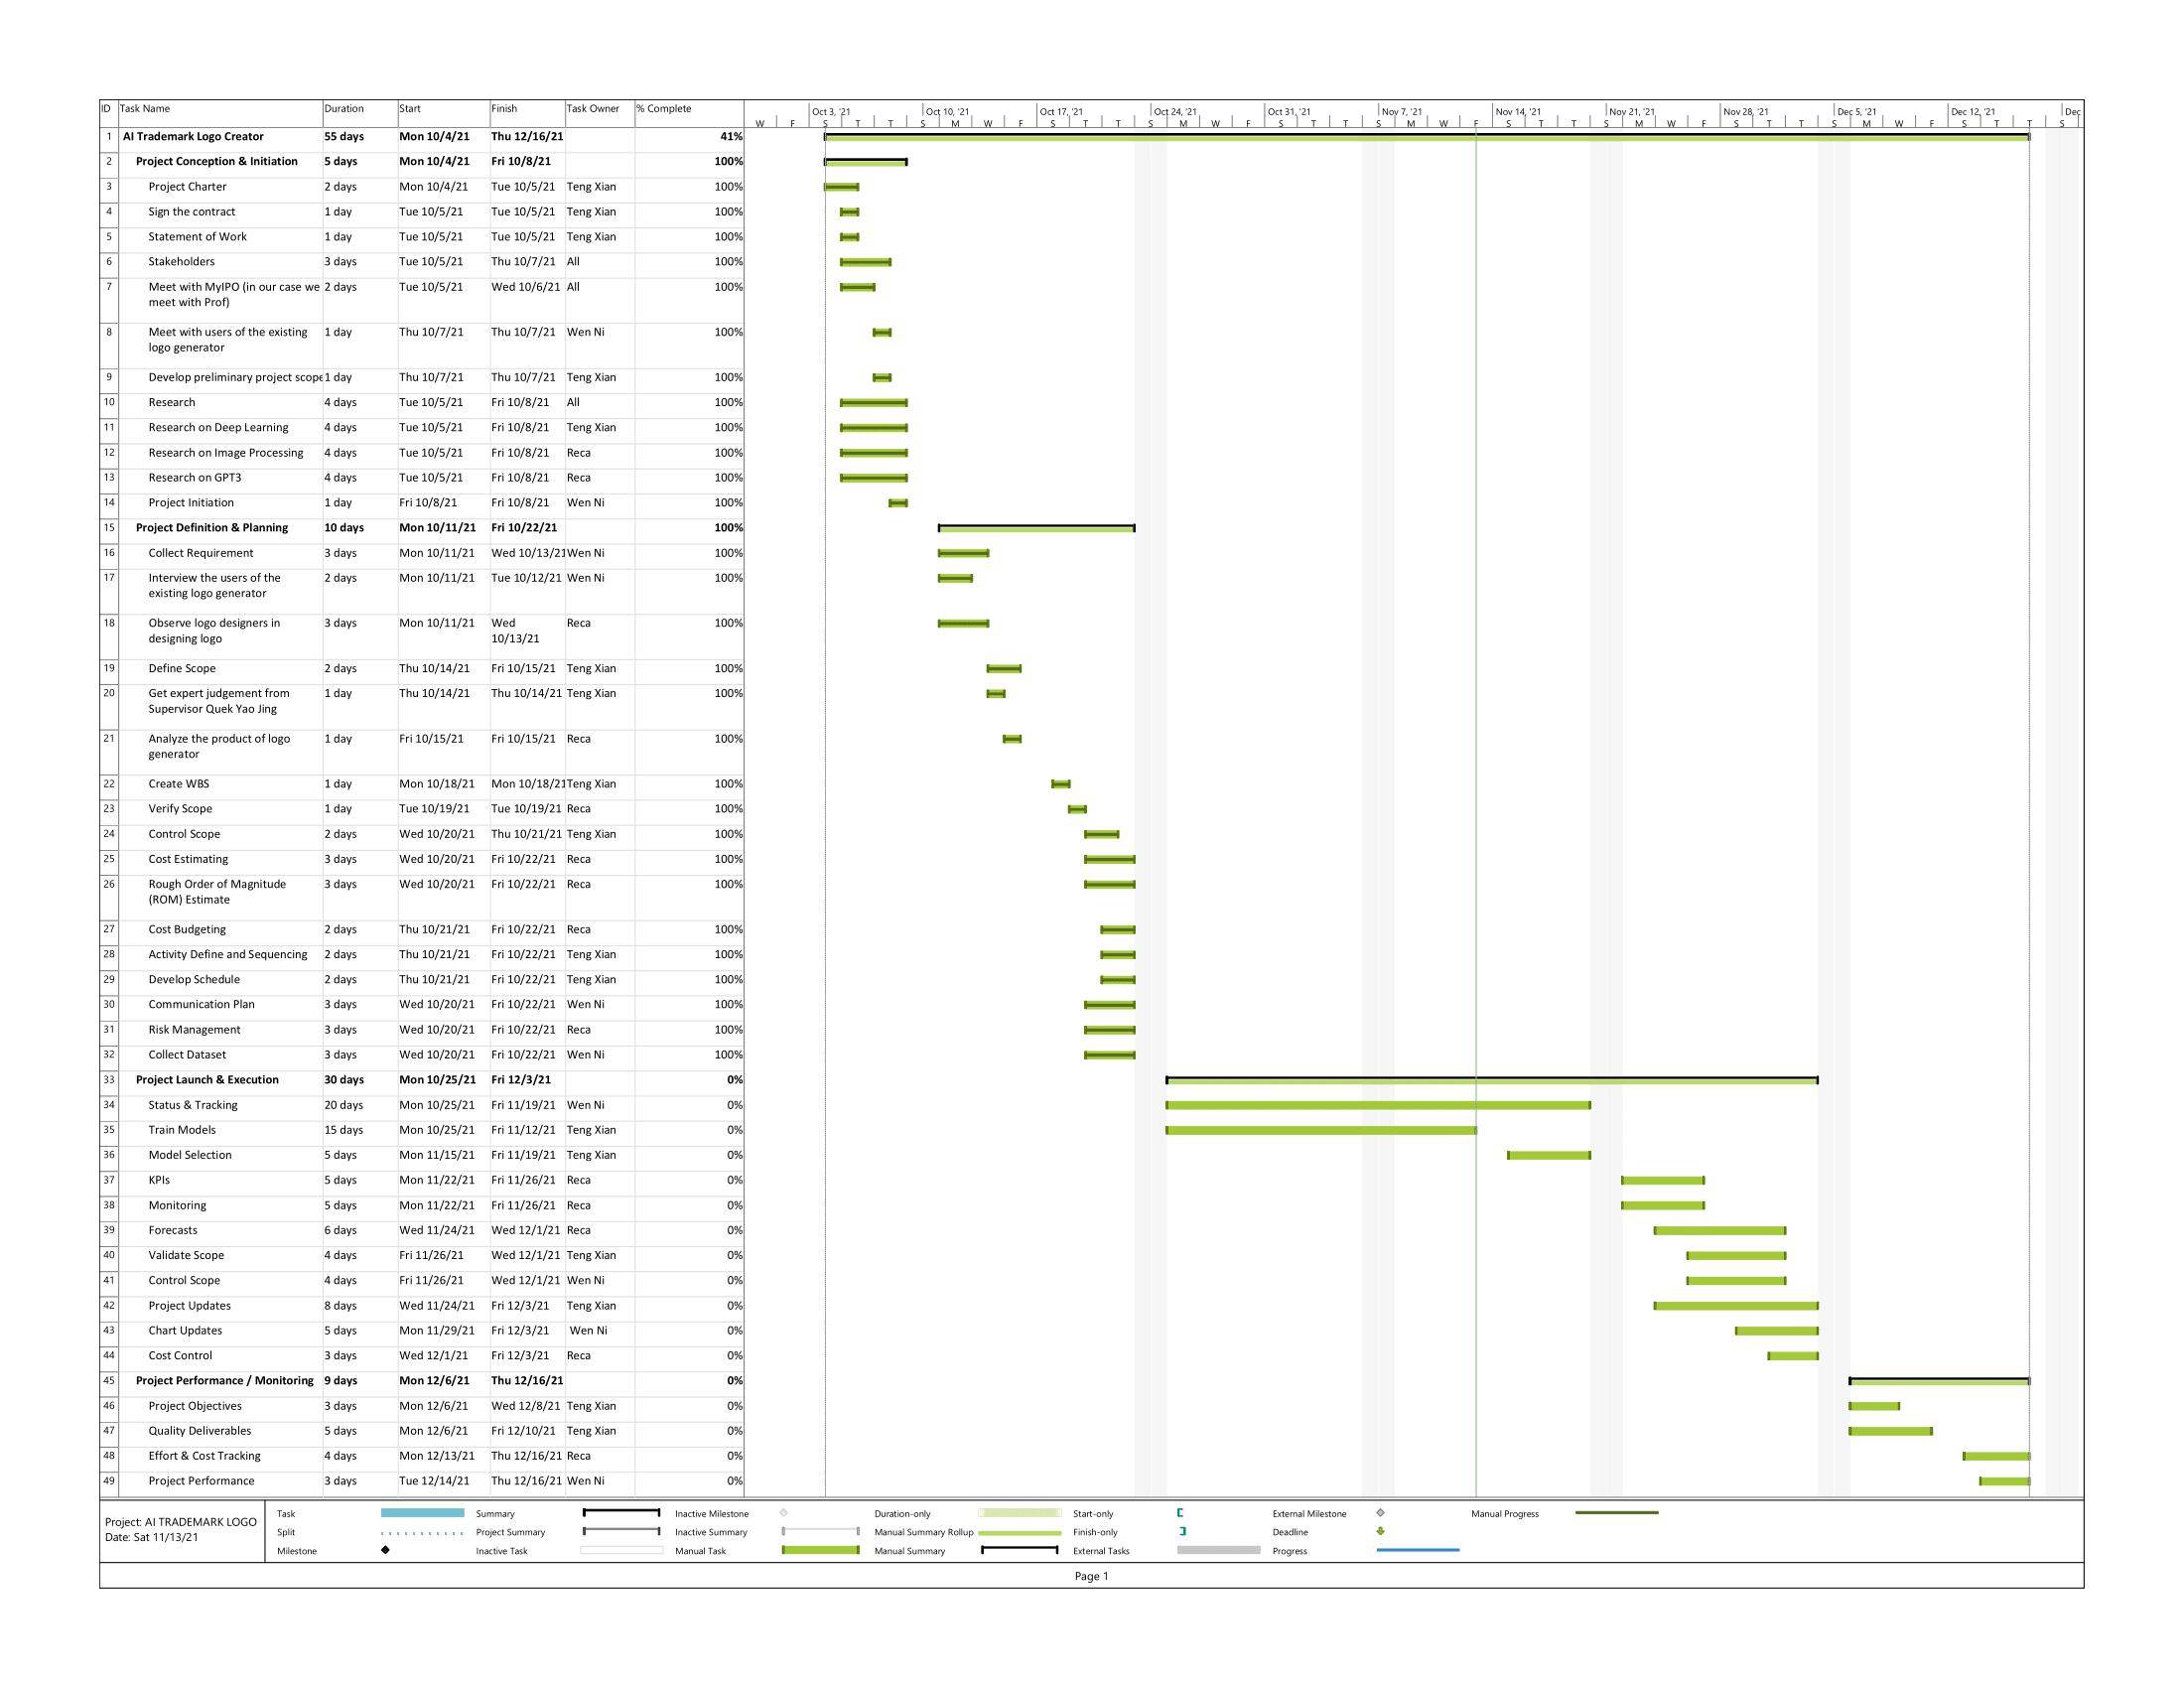 ID Task Name Duration Start Finish Task Owner % Complete Oct 3, '21 Oct 10, '21 Oct 17, '21 Oct 24, '21 Oct 31, '21 Nov 7, '21 Nov 14, '21 Nov 21, '21 Nov 28, '21 Dec 5, '21 Dec 12, '21 Dec
W F S T T S M W F S T T S M W F S T T S M W F S T T S M W F S T T S M W F S T T S
1 AI Trademark Logo Creator 55 days Mon 10/4/21 Thu 12/16/21 41%
2 Project Conception & Initiation 5 days Mon 10/4/21 Fri 10/8/21 100%
3 Project Charter 2 days Mon 10/4/21 Tue 10/5/21 Teng Xian 100%
4 Sign the contract 1 day Tue 10/5/21 Tue 10/5/21 Teng Xian 100%
5 Statement of Work 1 day Tue 10/5/21 Tue 10/5/21 Teng Xian 100%
6 Stakeholders 3 days Tue 10/5/21 Thu 10/7/21 All 100%
7 Meet with MyIPO (in our case we 2 days Tue 10/5/21 Wed 10/6/21 All 100%
meet with Prof)
8 Meet with users of the existing 1 day Thu 10/7/21 Thu 10/7/21 Wen Ni 100%
logo generator
9 Develop preliminary project scope 1 day Thu 10/7/21 Thu 10/7/21 Teng Xian 100%
10 Research 4 days Tue 10/5/21 Fri 10/8/21 All 100%
11 Research on Deep Learning 4 days Tue 10/5/21 Fri 10/8/21 Teng Xian 100%
12 Research on Image Processing 4 days Tue 10/5/21 Fri 10/8/21 Reca 100%
13 Research on GPT3 4 days Tue 10/5/21 Fri 10/8/21 Reca 100%
14 Project Initiation 1 day Fri 10/8/21 Fri 10/8/21 Wen Ni 100%
15 Project Definition & Planning 10 days Mon 10/11/21 Fri 10/22/21 100%
16 Collect Requirement 3 days Mon 10/11/21 Wed 10/13/21 Wen Ni 100%
17 Interview the users of the 2 days Mon 10/11/21 Tue 10/12/21 Wen Ni 100%
existing logo generator
18 Observe logo designers in 3 days Mon 10/11/21 Wed Reca 100%
designing logo 10/13/21
19 Define Scope 2 days Thu 10/14/21 Fri 10/15/21 Teng Xian 100%
20 Get expert judgement from 1 day Thu 10/14/21 Thu 10/14/21 Teng Xian 100%
Supervisor Quek Yao Jing
21 Analyze the product of logo 1 day Fri 10/15/21 Fri 10/15/21 Reca 100%
generator
22 Create WBS 1 day Mon 10/18/21 Mon 10/18/21 Teng Xian 100%
23 Verify Scope 1 day Tue 10/19/21 Tue 10/19/21 Reca 100%
24 Control Scope 2 days Wed 10/20/21 Thu 10/21/21 Teng Xian 100%
25 Cost Estimating 3 days Wed 10/20/21 Fri 10/22/21 Reca 100%
26 Rough Order of Magnitude 3 days Wed 10/20/21 Fri 10/22/21 Reca 100%
(ROM) Estimate
27 Cost Budgeting 2 days Thu 10/21/21 Fri 10/22/21 Reca 100%
28 Activity Define and Sequencing 2 days Thu 10/21/21 Fri 10/22/21 Teng Xian 100%
29 Develop Schedule 2 days Thu 10/21/21 Fri 10/22/21 Teng Xian 100%
30 Communication Plan 3 days Wed 10/20/21 Fri 10/22/21 Wen Ni 100%
31 Risk Management 3 days Wed 10/20/21 Fri 10/22/21 Reca 100%
32 Collect Dataset 3 days Wed 10/20/21 Fri 10/22/21 Wen Ni 100%
33 Project Launch & Execution 30 days Mon 10/25/21 Fri 12/3/21 0%
34 Status & Tracking 20 days Mon 10/25/21 Fri 11/19/21 Wen Ni 0%
35 Train Models 15 days Mon 10/25/21 Fri 11/12/21 Teng Xian 0%
36 Model Selection 5 days Mon 11/15/21 Fri 11/19/21 Teng Xian 0%
37 KPIs 5 days Mon 11/22/21 Fri 11/26/21 Reca 0%
38 Monitoring 5 days Mon 11/22/21 Fri 11/26/21 Reca 0%
39 Forecasts 6 days Wed 11/24/21 Wed 12/1/21 Reca 0%
40 Validate Scope 4 days Fri 11/26/21 Wed 12/1/21 Teng Xian 0%
41 Control Scope 4 days Fri 11/26/21 Wed 12/1/21 Wen Ni 0%
42 Project Updates 8 days Wed 11/24/21 Fri 12/3/21 Teng Xian 0%
43 Chart Updates 5 days Mon 11/29/21 Fri 12/3/21 Wen Ni 0%
44 Cost Control 3 days Wed 12/1/21 Fri 12/3/21 Reca 0%
45 Project Performance / Monitoring 9 days Mon 12/6/21 Thu 12/16/21 0%
46 Project Objectives 3 days Mon 12/6/21 Wed 12/8/21 Teng Xian 0%
47 Quality Deliverables 5 days Mon 12/6/21 Fri 12/10/21 Teng Xian 0%
48 Effort & Cost Tracking 4 days Mon 12/13/21 Thu 12/16/21 Reca 0%
49 Project Performance 3 days Tue 12/14/21 Thu 12/16/21 Wen Ni 0%
Project: AI TRADEMARK LOGO
Date: Sat 11/13/21
Task Summary Inactive Milestone Duration-only Start-only External Milestone Manual Progress
Split Project Summary Inactive Summary Manual Summary Rollup Finish-only Deadline
Milestone Inactive Task Manual Task Manual Summary External Tasks Progress
Page 1